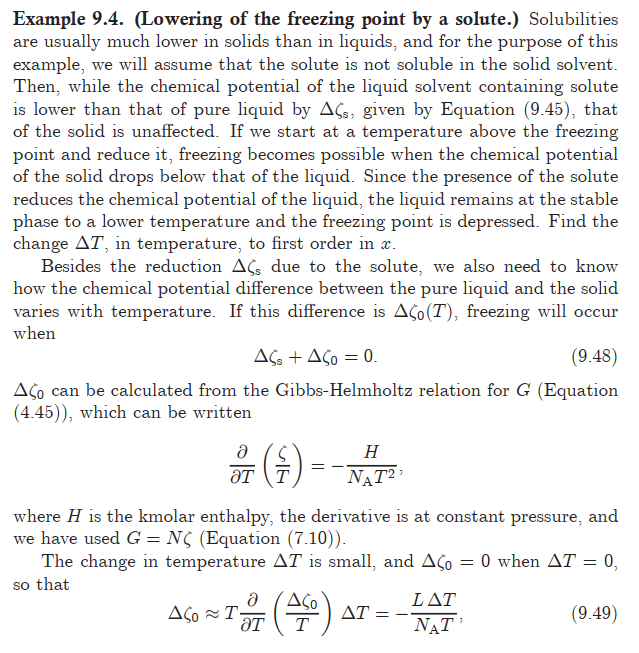 Example 9.4. (Lowering of the freezing point by a solute.) Solubilities
are usually much lower in solids than in liquids, and for the purpose of this
example, we will assume that the solute is not soluble in the solid solvent.
Then, while the chemical potential of the liquid solvent containing solute
is lower than that of pure liquid by Δζₛ, given by Equation (9.45), that
of the solid is unaffected. If we start at a temperature above the freezing
point and reduce it, freezing becomes possible when the chemical potential
of the solid drops below that of the liquid. Since the presence of the solute
reduces the chemical potential of the liquid, the liquid remains at the stable
phase to a lower temperature and the freezing point is depressed. Find the
change ΔT, in temperature, to first order in x.
Besides the reduction Δζₛ due to the solute, we also need to know
how the chemical potential difference between the pure liquid and the solid
varies with temperature. If this difference is Δζ₀(T), freezing will occur
when
Δζₛ + Δζ₀ = 0. (9.48)
Δζ₀ can be calculated from the Gibbs-Helmholtz relation for G (Equation
(4.45)), which can be written
∂/∂T (ζ/T) = −H/(N_A T²),
where H is the kmolar enthalpy, the derivative is at constant pressure, and
we have used G = Nζ (Equation (7.10)).
The change in temperature ΔT is small, and Δζ₀ = 0 when ΔT = 0,
so that
Δζ₀ ≈ T ∂/∂T (Δζ₀/T) ΔT = −L ΔT/(N_A T), (9.49)